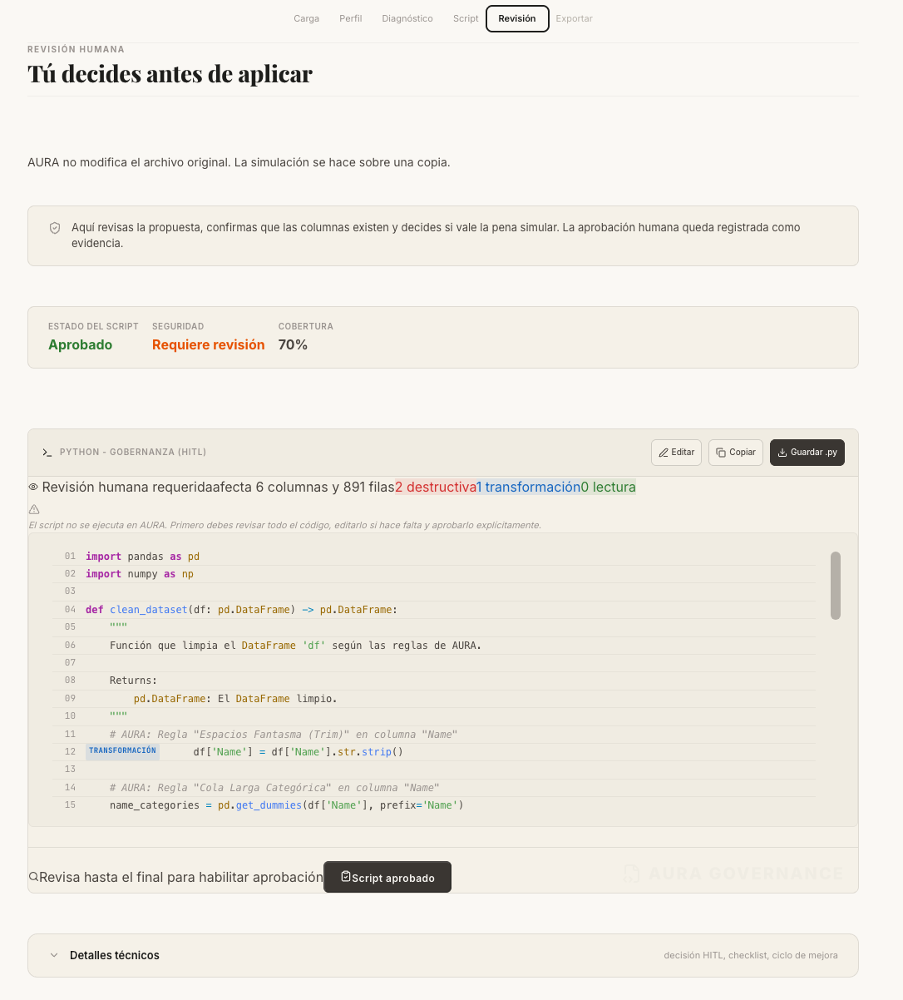 Carga Perfil Diagnóstico Script Revisión Exportar
REVISIÓN HUMANA
Tú decides antes de aplicar
AURA no modifica el archivo original. La simulación se hace sobre una copia.
Aquí revisas la propuesta, confirmas que las columnas existen y decides si vale la pena simular. La aprobación humana queda registrada como
evidencia.
ESTADO DEL SCRIPT SEGURIDAD COBERTURA
Aprobado Requiere revisión 70%
PYTHON - GOBERNANZA (HITL) Editar Copiar Guardar .py
Revisión humana requeridaafecta 6 columnas y 891 filas2 destructiva1 transformación0 lectura
El script no se ejecuta en AURA. Primero debes revisar todo el código, editarlo si hace falta y aprobarlo explícitamente.
01 import pandas as pd
02 import numpy as np
03
04 def clean_dataset(df: pd.DataFrame) -> pd.DataFrame:
05     """
06     Función que limpia el DataFrame 'df' según las reglas de AURA.
07
08     Returns:
09         pd.DataFrame: El DataFrame limpio.
10     """
11     # AURA: Regla "Espacios Fantasma (Trim)" en columna "Name"
12 TRANSFORMACIÓN     df['Name'] = df['Name'].str.strip()
13
14     # AURA: Regla "Cola Larga Categórica" en columna "Name"
15     name_categories = pd.get_dummies(df['Name'], prefix='Name')
Revisa hasta el final para habilitar aprobación Script aprobado AURA GOVERNANCE
Detalles técnicos decisión HITL, checklist, ciclo de mejora